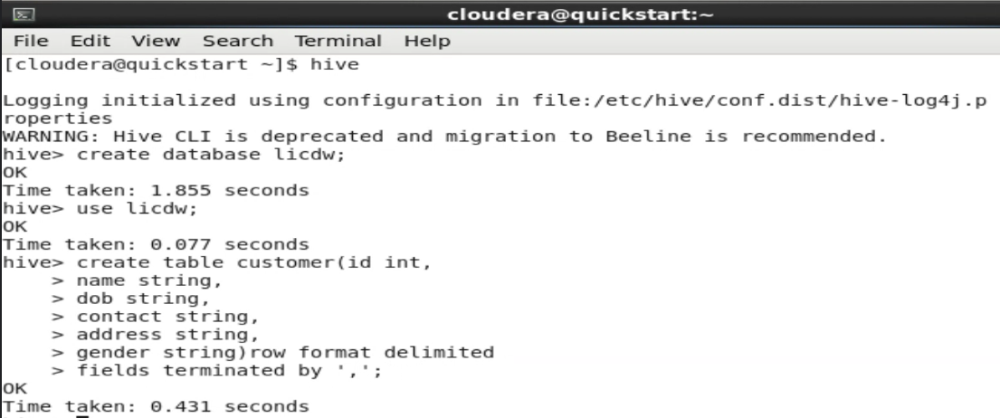 cloudera@quickstart:~
File Edit View Search Terminal Help
[cloudera@quickstart ~]$ hive
Logging initialized using configuration in file:/etc/hive/conf.dist/hive-log4j.p
roperties
WARNING: Hive CLI is deprecated and migration to Beeline is recommended.
hive> create database licdw;
OK
Time taken: 1.855 seconds
hive> use licdw;
OK
Time taken: 0.077 seconds
hive> create table customer(id int,
    > name string,
    > dob string,
    > contact string,
    > address string,
    > gender string)row format delimited
    > fields terminated by ',';
OK
Time taken: 0.431 seconds